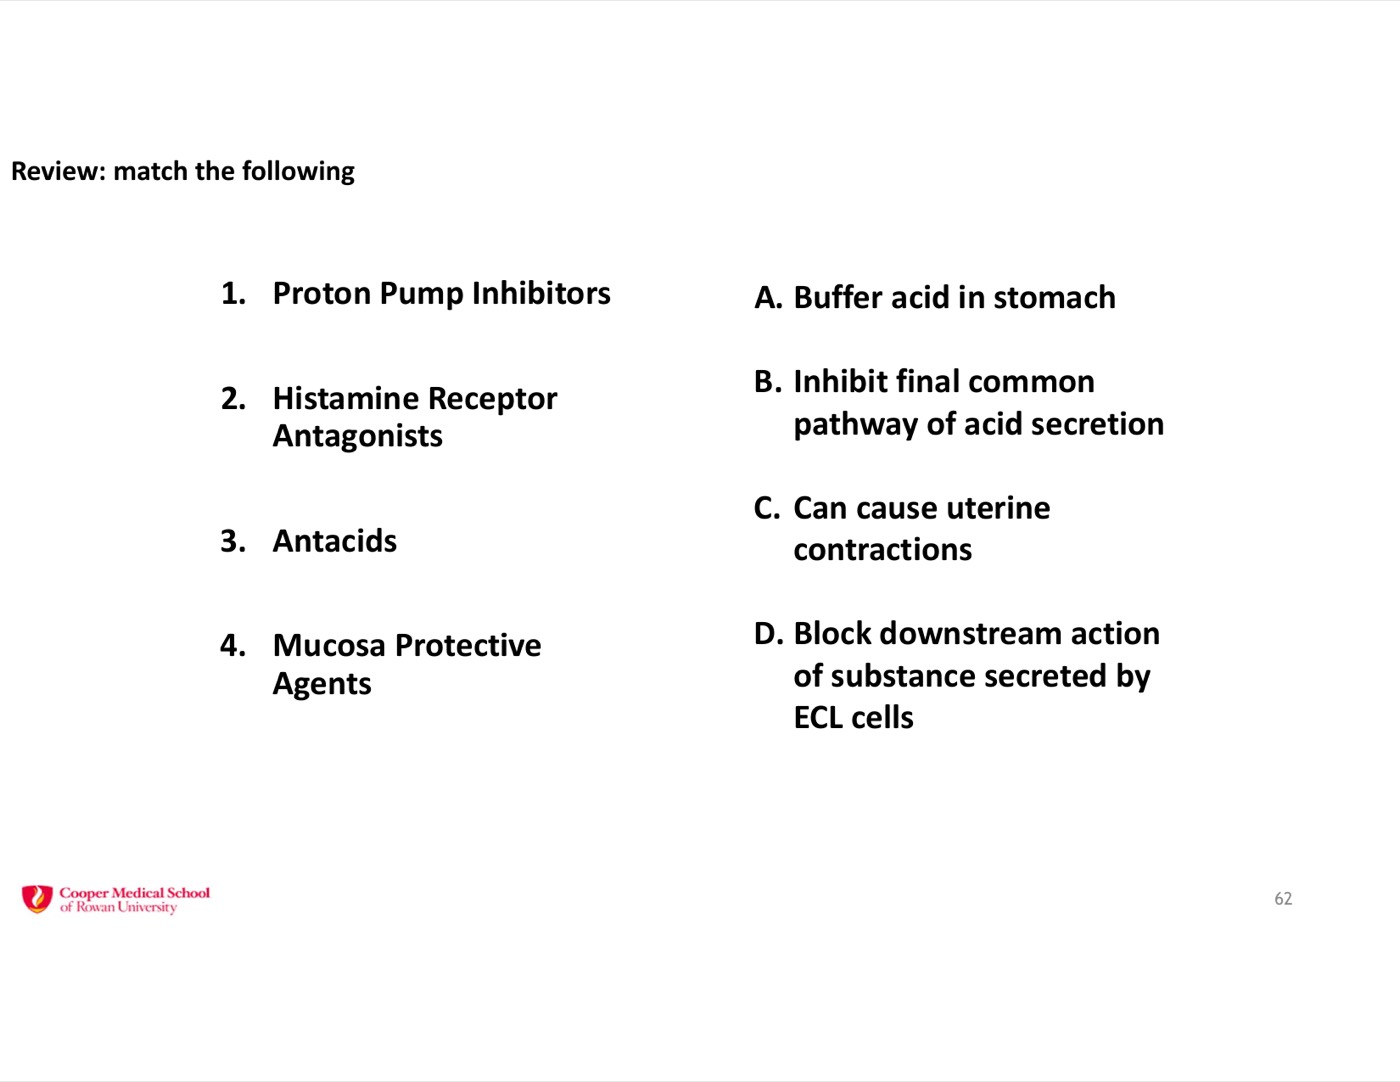 Review: match the following
1. Proton Pump Inhibitors
2. Histamine Receptor
Antagonists
3. Antacids
4. Mucosa Protective
Agents
A. Buffer acid in stomach
B. Inhibit final common
pathway of acid secretion
C. Can cause uterine
contractions
D. Block downstream action
of substance secreted by
ECL cells
Cooper Medical School
of Rowan University
62